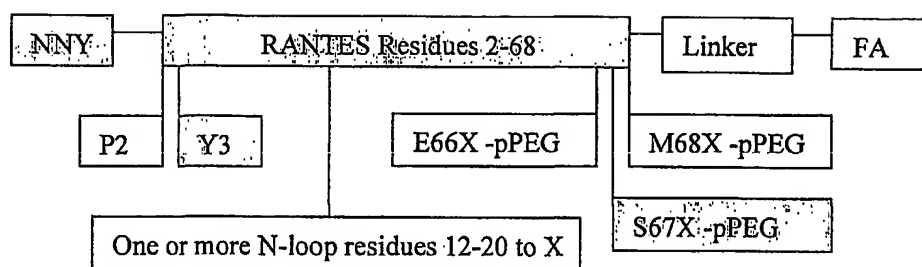 NNY RANTES Residues 2-68 Linker FA
P2 Y3 E66X -pPEG M68X -pPEG
S67X -pPEG
One or more N-loop residues 12-20 to X